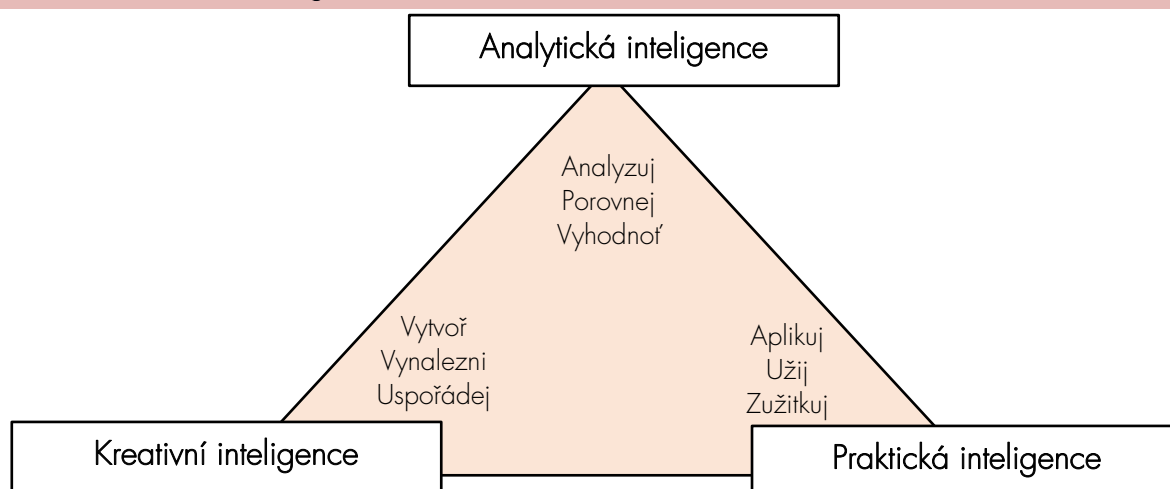 Analytická inteligence
Analyzuj
Porovnej
Vyhodnoť
Vytvoř
Vynalezni
Uspořádej
Aplikuj
Užij
Zužitkuj
Kreativní inteligence
Praktická inteligence